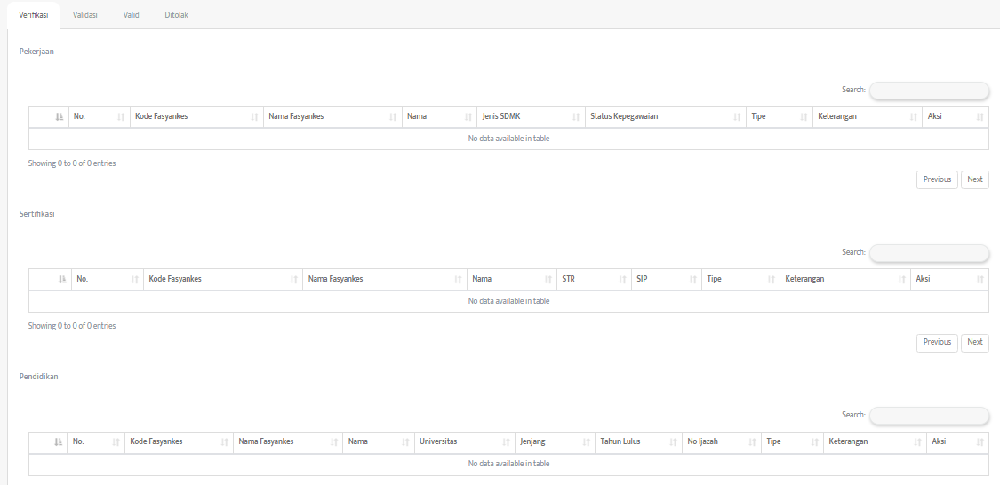 Verifikasi Validasi Valid Ditolak
Pekerjaan
Search:
No. Kode Fasyankes Nama Fasyankes Nama Jenis SDMK Status Kepegawaian Tipe Keterangan Aksi
No data available in table
Showing 0 to 0 of 0 entries
Previous Next
Sertifikasi
Search:
No. Kode Fasyankes Nama Fasyankes Nama STR SIP Tipe Keterangan Aksi
No data available in table
Showing 0 to 0 of 0 entries
Previous Next
Pendidikan
Search:
No. Kode Fasyankes Nama Fasyankes Nama Universitas Jenjang Tahun Lulus No Ijazah Tipe Keterangan Aksi
No data available in table